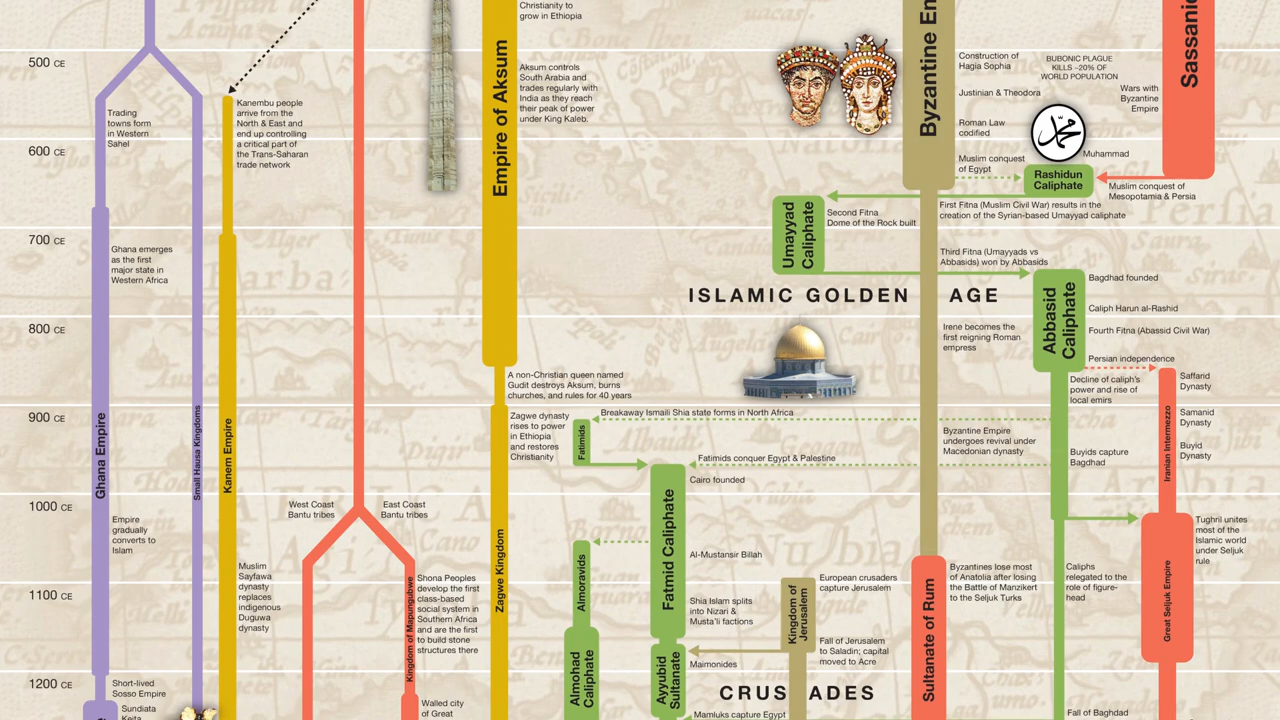 500 CE
600 CE
700 CE
800 CE
900 CE
1000 CE
1100 CE
1200 CE
Trading
towns form
in Western
Sahel
Ghana emerges
as the first
major state in
Western Africa
Ghana Empire
Empire
gradually
converts to
Islam
Short-lived
Sosso Empire
Sundiata
Keita
Small Hausa Kingdoms
Kanembu people
arrive from the
North & East and
end up controlling
a critical part of
the Trans-Saharan
trade network
Kanem Empire
Muslim
Sayfawa
dynasty
replaces
indigenous
Duguwa
dynasty
West Coast
Bantu tribes
East Coast
Bantu tribes
Kingdom of Mapungubwe
Shona Peoples
develop the first
class-based
social system in
Southern Africa
and are the first
to build stone
structures there
Walled city
of Great
Christianity to
grow in Ethiopia
Empire of Aksum
Aksum controls
South Arabia and
trades regularly with
India as they reach
their peak of power
under King Kaleb.
A non-Christian queen named
Gudit destroys Aksum, burns
churches, and rules for 40 years
Zagwe dynasty
rises to power
in Ethiopia
and restores
Christianity
Zagwe Kingdom
Breakaway Ismaili Shia state forms in North Africa
Fatimids
Fatimids conquer Egypt & Palestine
Cairo founded
Fatmid Caliphate
Al-Mustansir Billah
Shia Islam splits
into Nizari &
Musta'li factions
Almoravids
Almohad
Caliphate
Ayyubid
Sultanate
Maimonides
Mamluks capture Egypt
CRUSADES
Kingdom of
Jerusalem
European crusaders
capture Jerusalem
Fall of Jerusalem
to Saladin; capital
moved to Acre
Byzantine En
Construction of
Hagia Sophia
Justinian & Theodora
Roman Law
codified
Muslim conquest
of Egypt
BUBONIC PLAGUE
KILLS ~20% OF
WORLD POPULATION
Wars with
Byzantine
Empire
Sassanic
محمد
Muhammad
Rashidun
Caliphate
Muslim conquest of
Mesopotamia & Persia
First Fitna (Muslim Civil War) results in the
creation of the Syrian-based Umayyad caliphate
Umayyad
Caliphate
Second Fitna
Dome of the Rock built
Third Fitna (Umayyads vs
Abbasids) won by Abbasids
ISLAMIC GOLDEN AGE
Abbasid
Caliphate
Bagdhad founded
Caliph Harun al-Rashid
Fourth Fitna (Abassid Civil War)
Irene becomes the
first reigning Roman
empress
Persian independence
Decline of caliph's
power and rise of
local emirs
Saffarid
Dynasty
Samanid
Dynasty
Buyid
Dynasty
Iranian Intermezzo
Byzantine Empire
undergoes revival under
Macedonian dynasty
Buyids capture
Bagdhad
Tughril unites
most of the
Islamic world
under Seljuk
rule
Great Seljuk Empire
Sultanate of Rum
Byzantines lose most
of Anatolia after losing
the Battle of Manzikert
to the Seljuk Turks
Caliphs
relegated to the
role of figure-
head
Fall of Baghdad